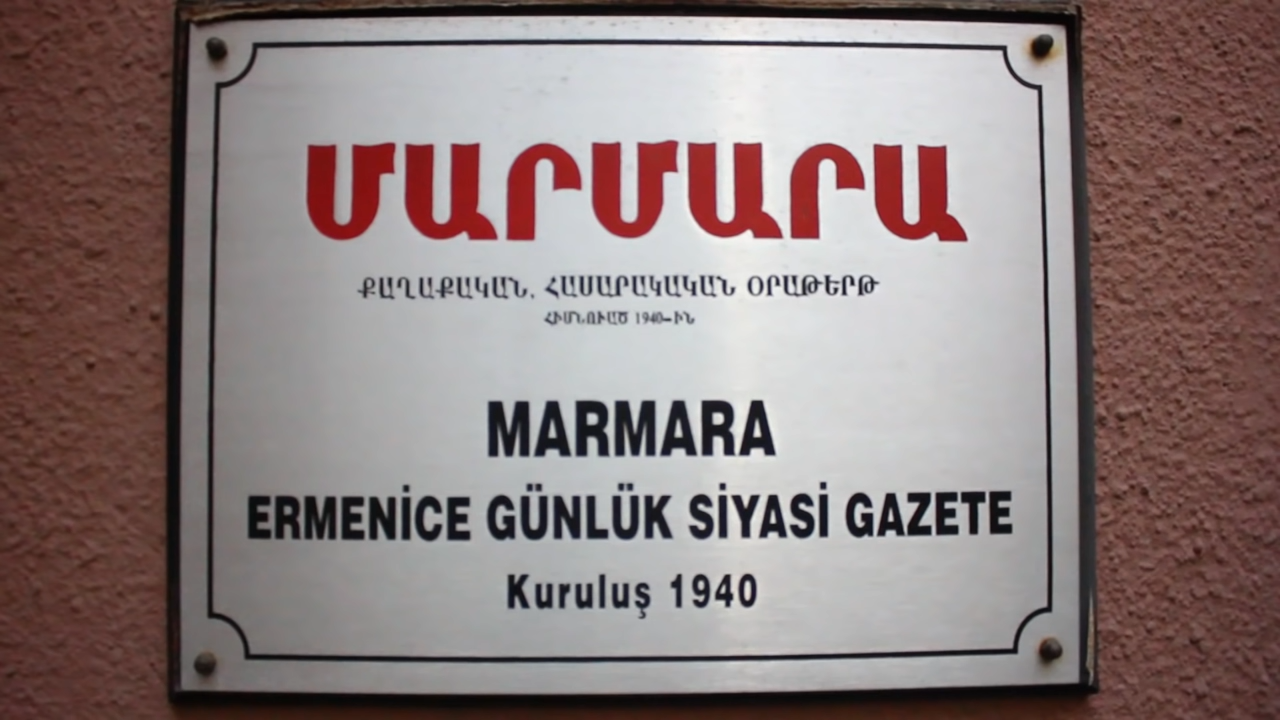 ՄԱՐՄԱՐԱ
ՔԱՂԱՔԱԿԱՆ, ՀԱՍԱՐԱԿԱԿԱՆ ՕՐԱԹԵՐԹ
ՀԻՄՆՈՒԱԾ 1940-ԻՆ
MARMARA
ERMENİCE GÜNLÜK SİYASİ GAZETE
Kuruluş 1940